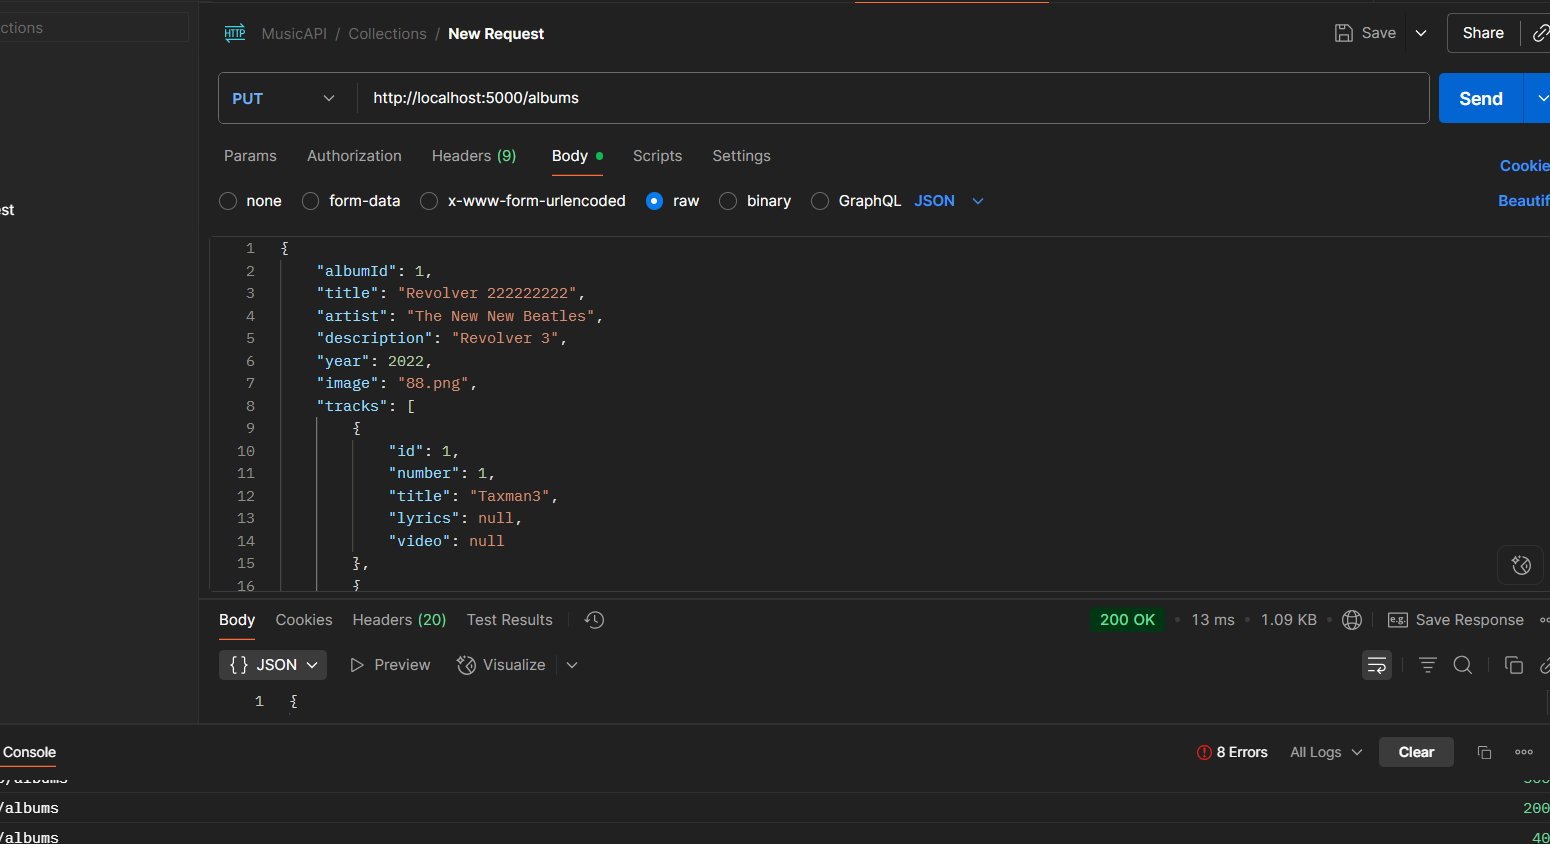 ctions
HTTP MusicAPI / Collections / New Request Save Share
PUT http://localhost:5000/albums Send
Params Authorization Headers (9) Body Scripts Settings
Cookie
none form-data x-www-form-urlencoded raw binary GraphQL JSON Beautif
st
1 {
2 "albumId": 1,
3 "title": "Revolver 222222222",
4 "artist": "The New New Beatles",
5 "description": "Revolver 3",
6 "year": 2022,
7 "image": "88.png",
8 "tracks": [
9 {
10 "id": 1,
11 "number": 1,
12 "title": "Taxman3",
13 "lyrics": null,
14 "video": null
15 },
16 {
Body Cookies Headers (20) Test Results 200 OK • 13 ms • 1.09 KB • e.g. Save Response
{} JSON Preview Visualize
1 {
Console 8 Errors All Logs Clear
/albums
/albums 200
/albums 40